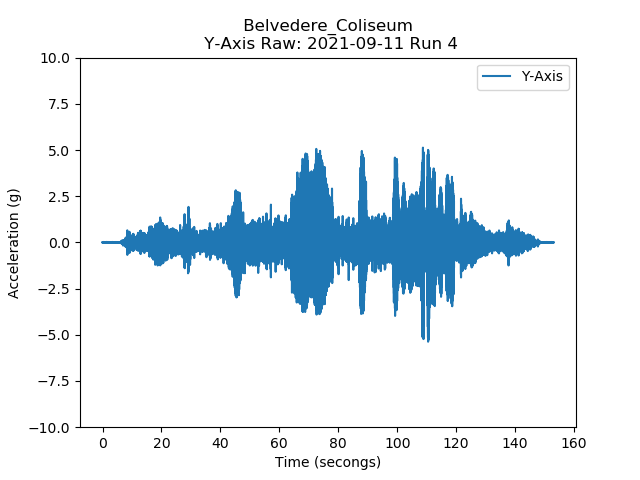 Belvedere_Coliseum
Y-Axis Raw: 2021-09-11 Run 4
Y-Axis
10.0
7.5
5.0
2.5
0.0
−2.5
−5.0
−7.5
−10.0
Acceleration (g)
0 20 40 60 80 100 120 140 160
Time (secongs)